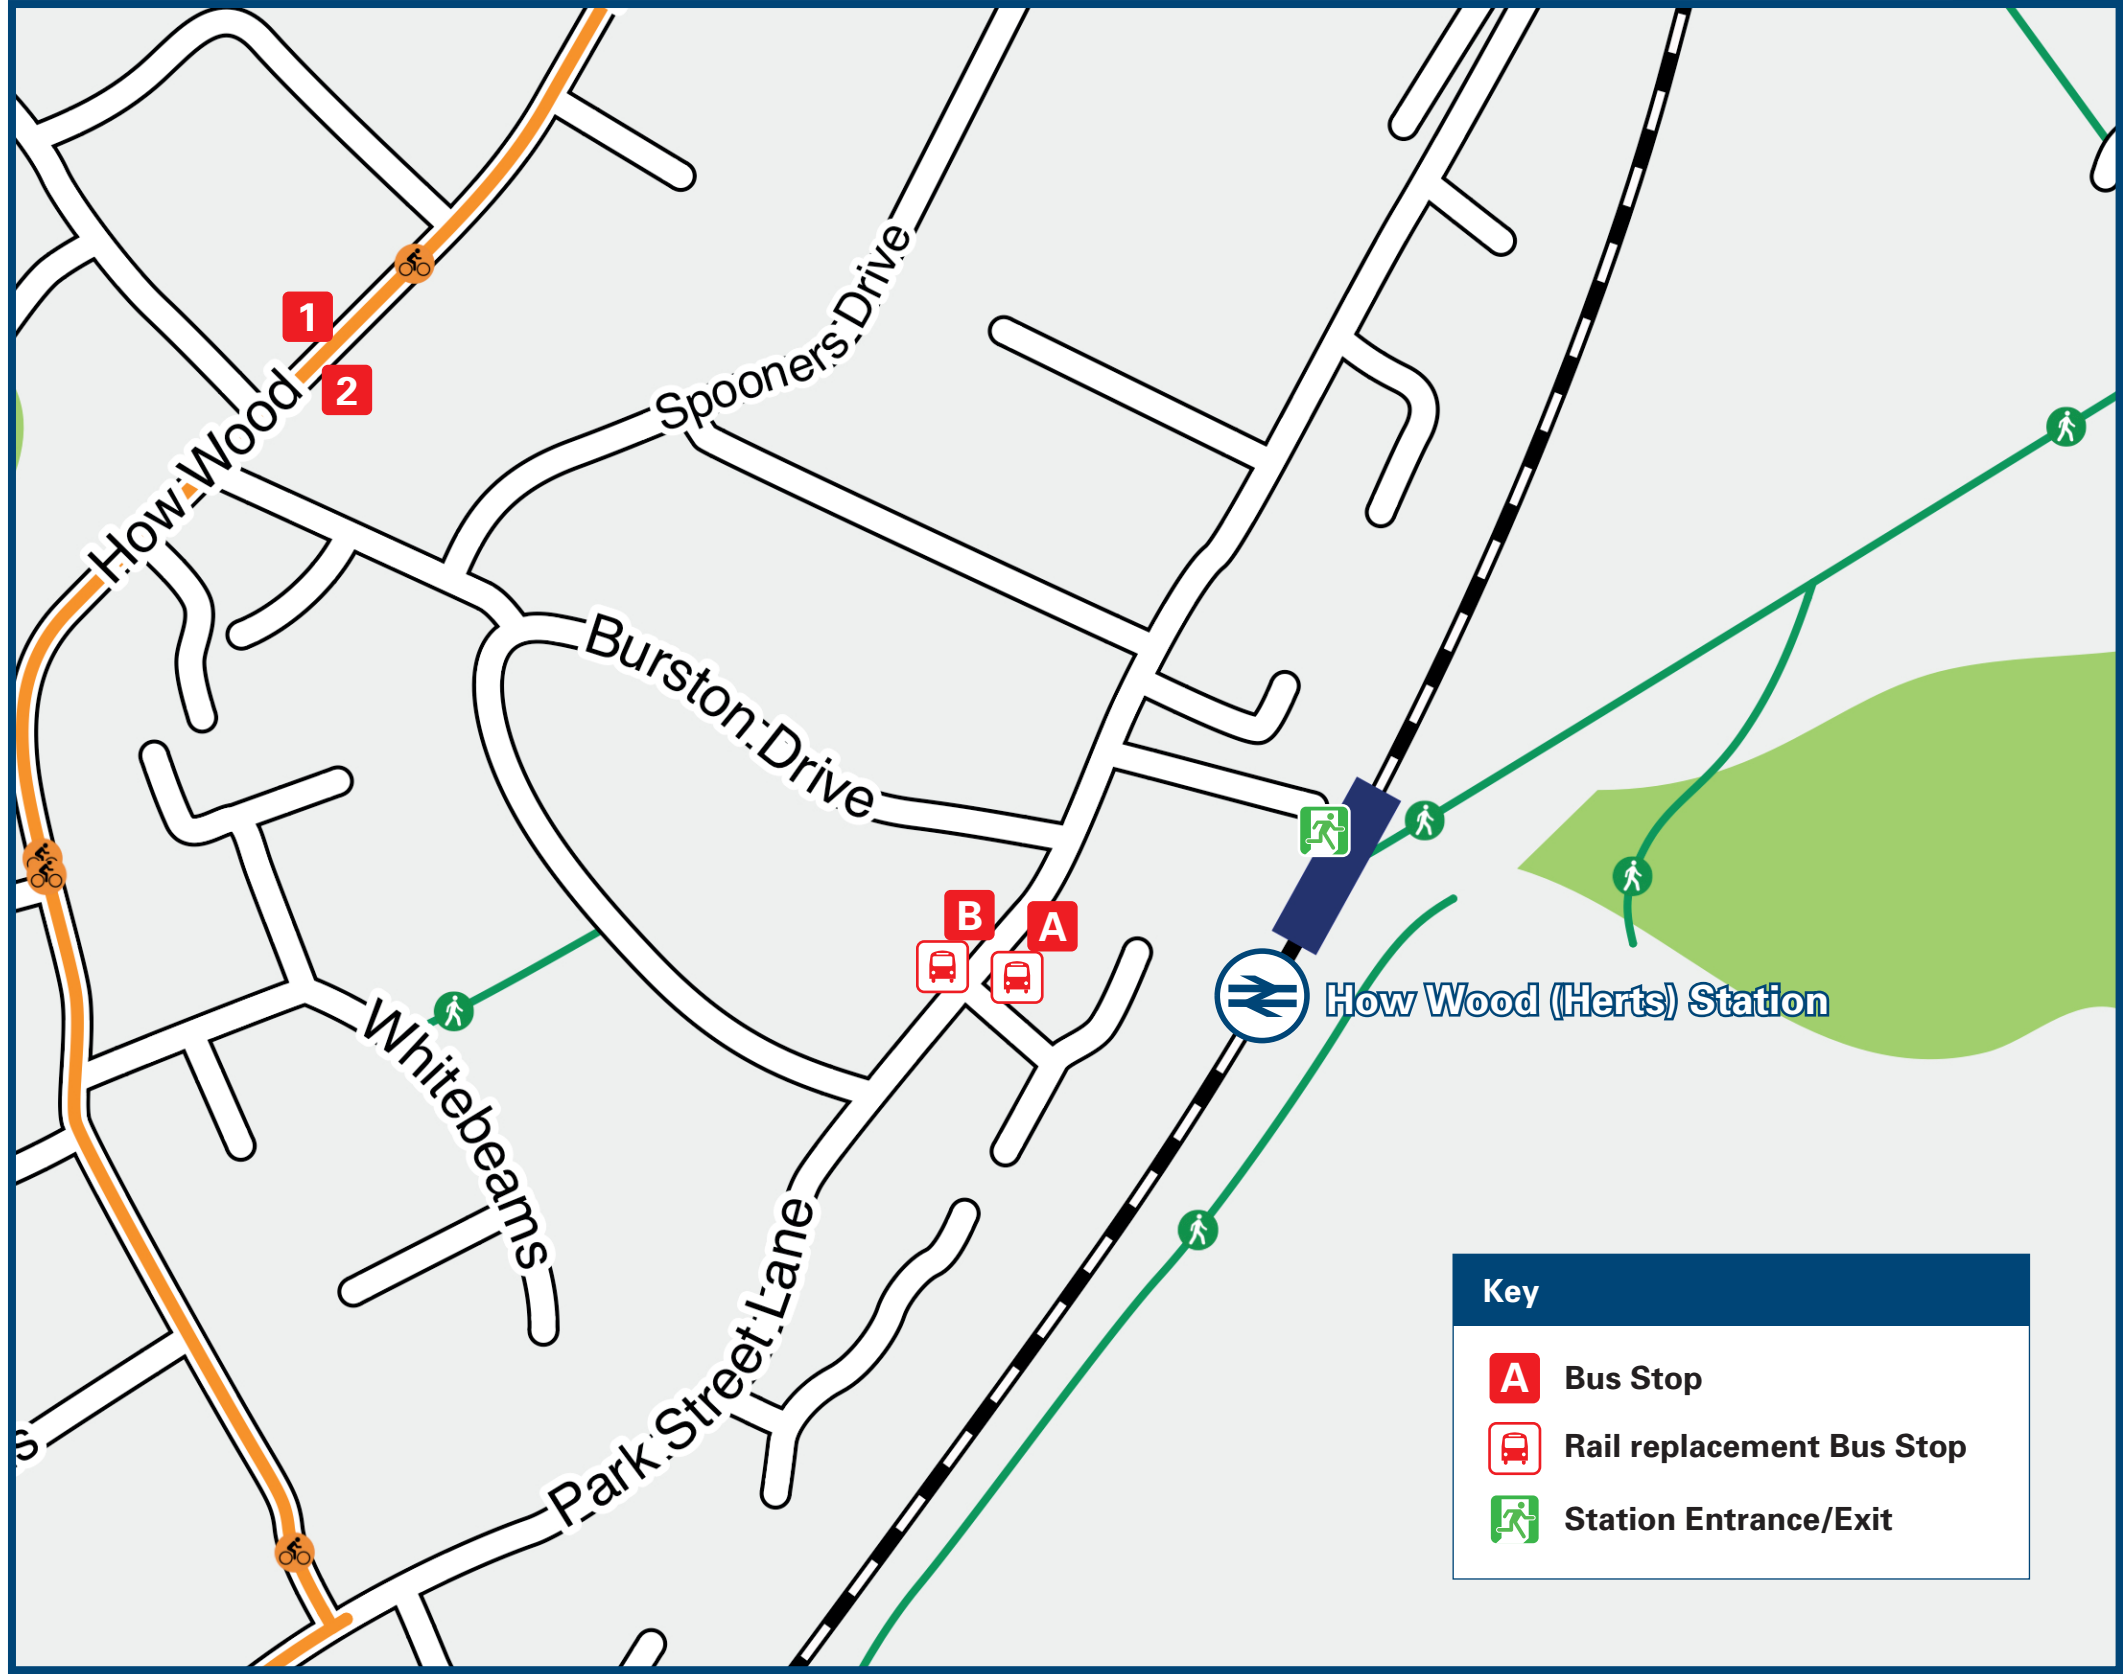 1
2
How Wood
Spooners Drive
Burston Drive
B
A
How Wood (Herts) Station
Whitebeams
Park Street Lane
s
Key
A Bus Stop
Rail replacement Bus Stop
Station Entrance/Exit